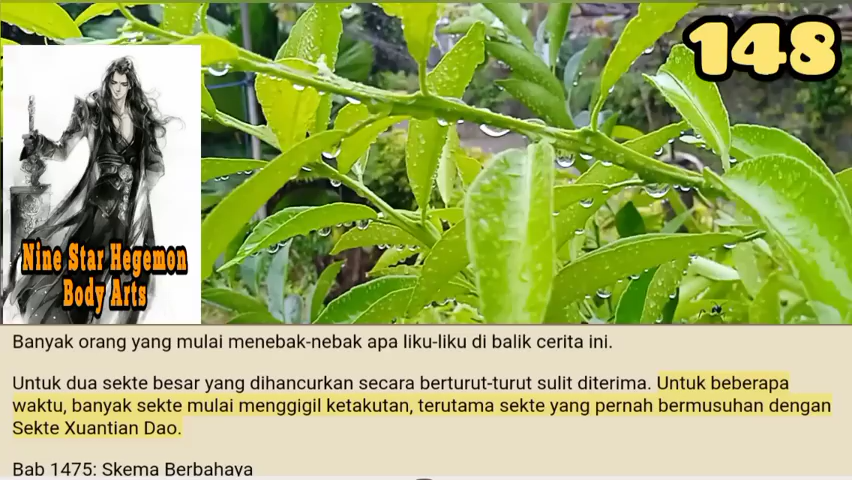 148
Nine Star Hegemon
Body Arts
Banyak orang yang mulai menebak-nebak apa liku-liku di balik cerita ini.
Untuk dua sekte besar yang dihancurkan secara berturut-turut sulit diterima. Untuk beberapa
waktu, banyak sekte mulai menggigil ketakutan, terutama sekte yang pernah bermusuhan dengan
Sekte Xuantian Dao.
Bab 1475: Skema Berbahaya